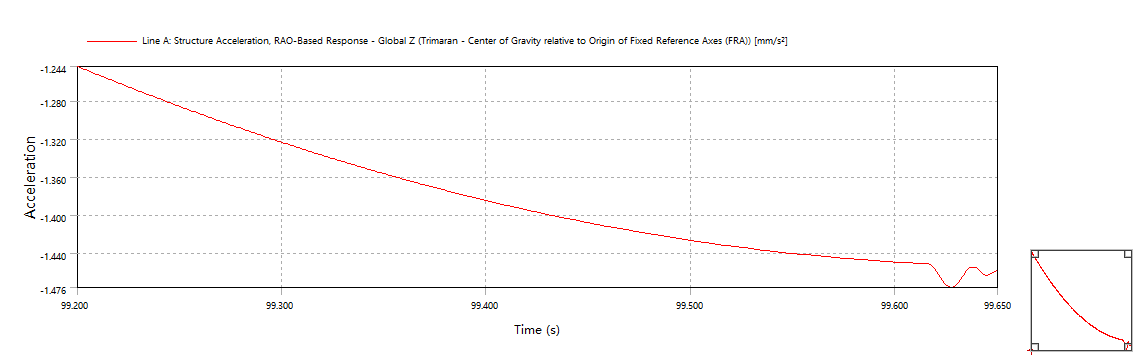 Line A: Structure Acceleration, RAO-Based Response - Global Z (Trimaran - Center of Gravity relative to Origin of Fixed Reference Axes (FRA)) [mm/s²]
-1.244
-1.280
-1.320
-1.360
-1.400
-1.440
-1.476
Acceleration
99.200 99.300 99.400 99.500 99.600 99.650
Time (s)